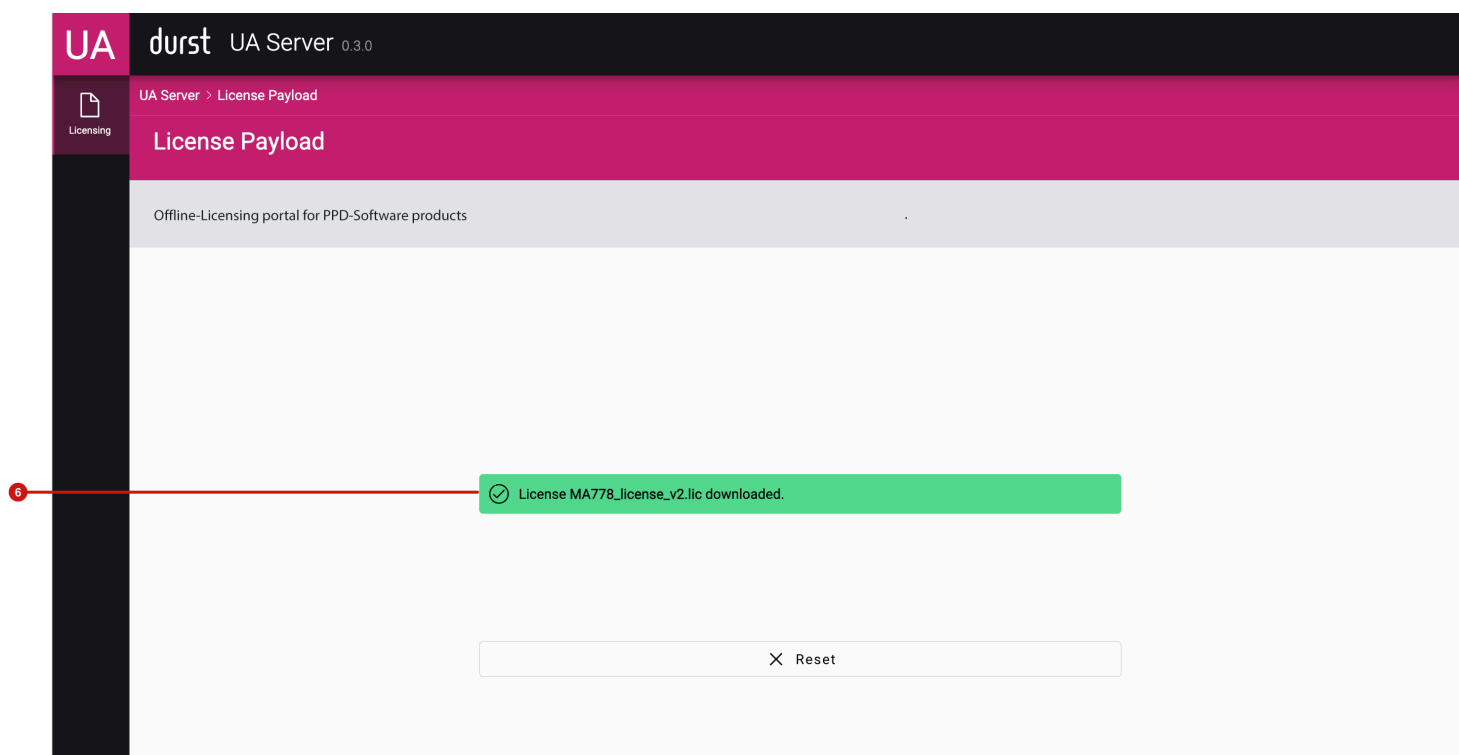 UA
durst UA Server 0.3.0
UA Server > License Payload
Licensing
License Payload
Offline-Licensing portal for PPD-Software products .
6
License MA778_license_v2.lic downloaded.
Reset